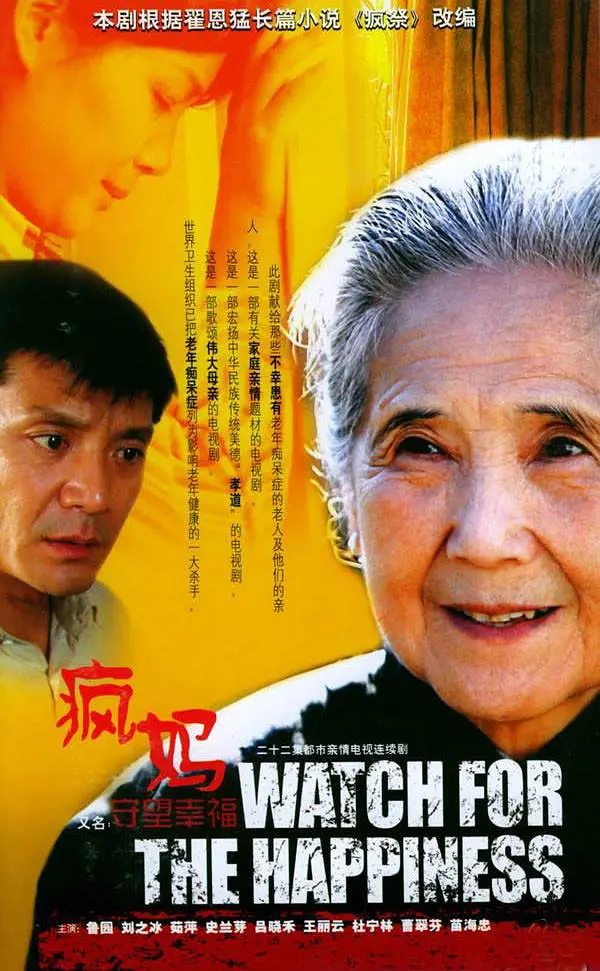 本剧根据翟恩猛长篇小说《疯祭》改编
此剧献给那些不幸患有老年痴呆症的老人及他们的亲
人。这是一部有关家庭亲情题材的电视剧。
这是一部宏扬中华民族传统美德“孝道”的电视剧。
这是一部歌颂伟大母亲的电视剧。
世界卫生组织已把老年痴呆症列为影响老年健康的一大杀手。
疯妈
二十二集都市亲情电视连续剧
又名:守望幸福
WATCH FOR
THE HAPPINESS
主演: 鲁园 刘之冰 茹萍 史兰芽 吕晓禾 王丽云 杜宁林 曹翠芬 苗海忠